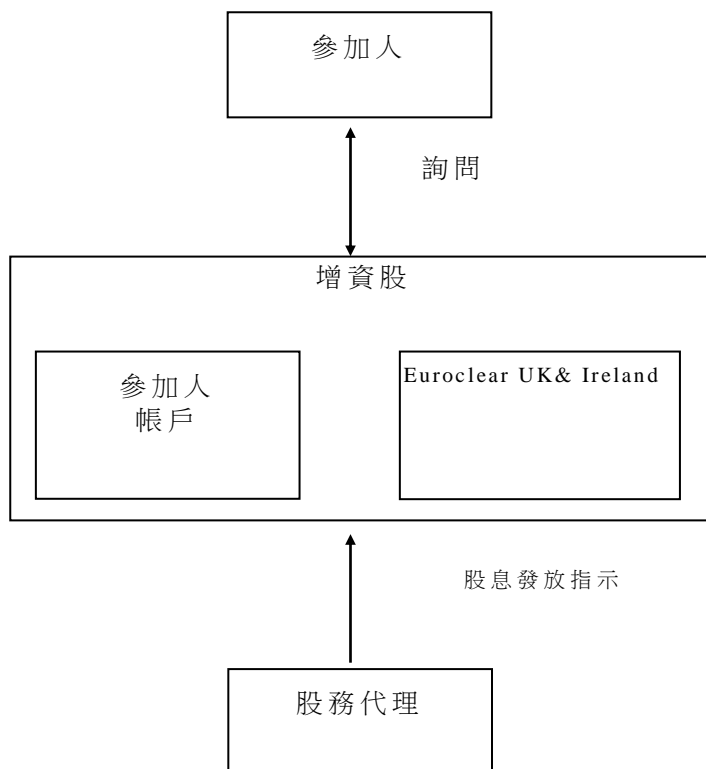 參加人
詢問
增資股
參加人
帳戶
Euroclear UK& Ireland
股息發放指示
股務代理